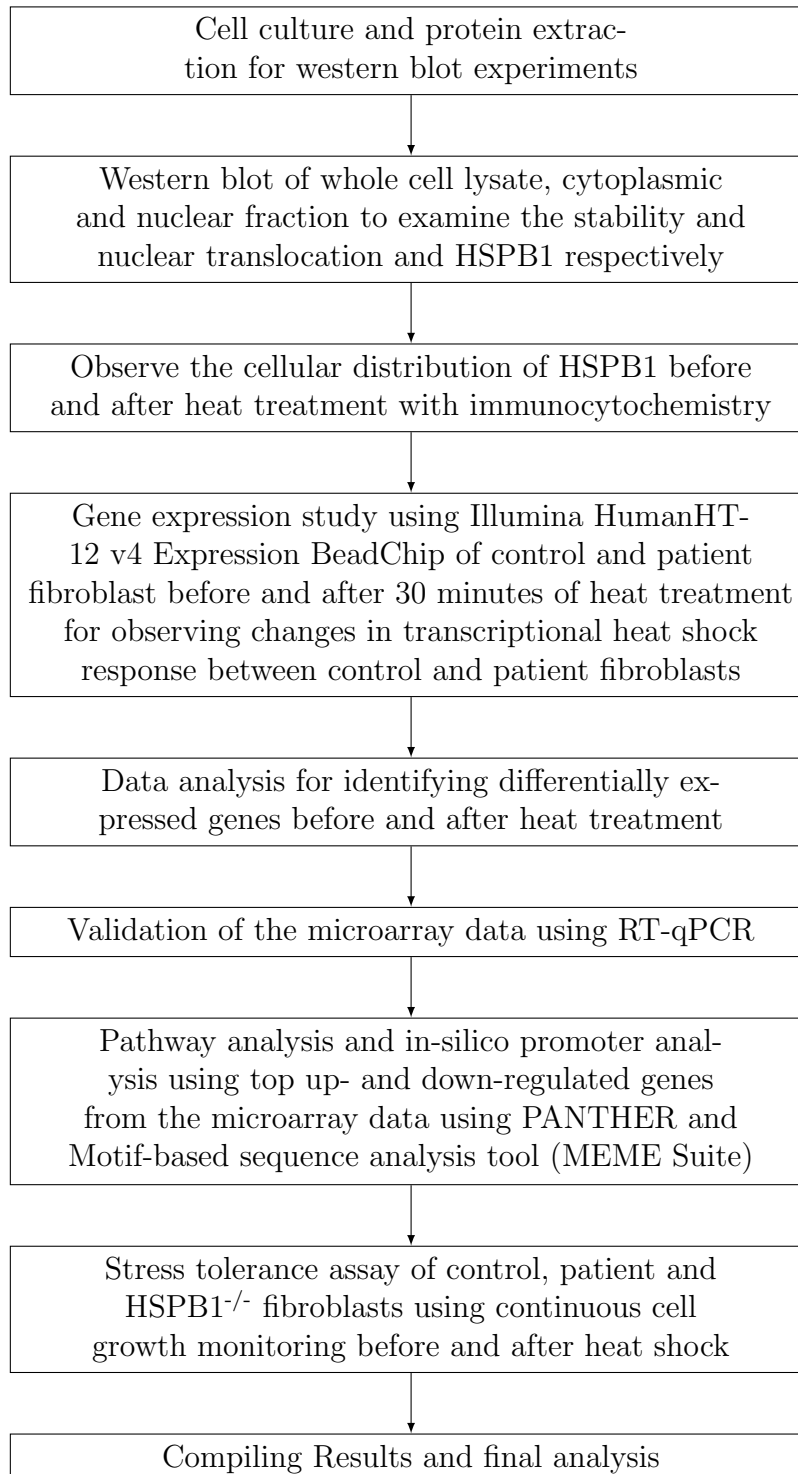 Cell culture and protein extrac-
tion for western blot experiments
Western blot of whole cell lysate, cytoplasmic
and nuclear fraction to examine the stability and
nuclear translocation and HSPB1 respectively
Observe the cellular distribution of HSPB1 before
and after heat treatment with immunocytochemistry
Gene expression study using Illumina HumanHT-
12 v4 Expression BeadChip of control and patient
fibroblast before and after 30 minutes of heat treatment
for observing changes in transcriptional heat shock
response between control and patient fibroblasts
Data analysis for identifying differentially ex-
pressed genes before and after heat treatment
Validation of the microarray data using RT-qPCR
Pathway analysis and in-silico promoter anal-
ysis using top up- and down-regulated genes
from the microarray data using PANTHER and
Motif-based sequence analysis tool (MEME Suite)
Stress tolerance assay of control, patient and
HSPB1-/- fibroblasts using continuous cell
growth monitoring before and after heat shock
Compiling Results and final analysis